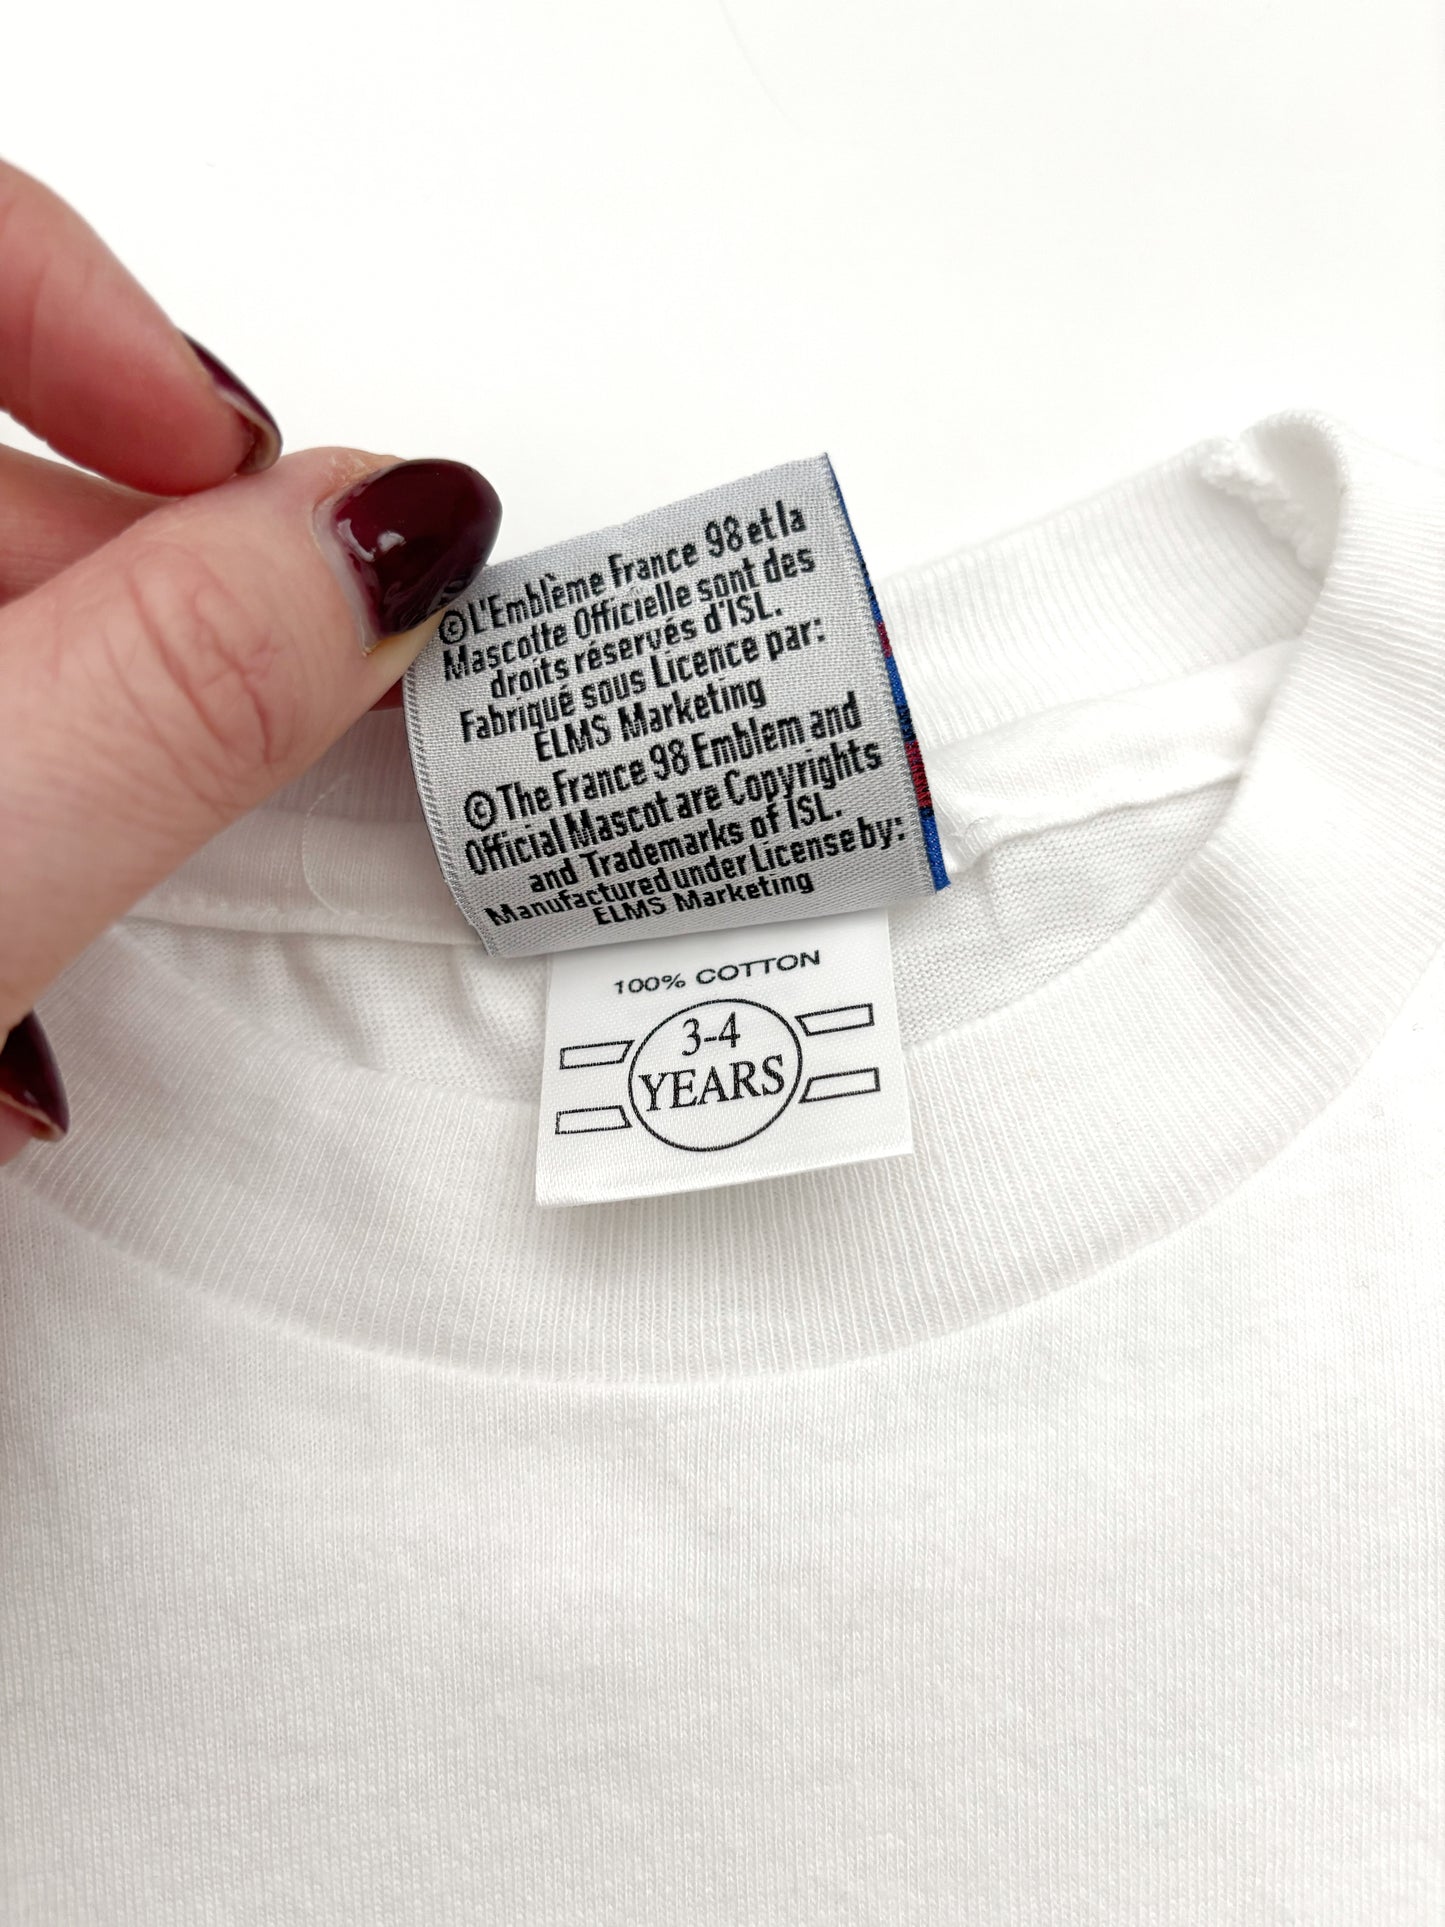 ©L'Emblème France 98 et la
Mascotte Officielle sont des
droits réservés d'ISL.
Fabriqué sous Licence par:
ELMS Marketing
©The France 98 Emblem and
Official Mascot are Copyrights
and Trademarks of ISL.
Manufactured under License by:
ELMS Marketing
100% COTTON
3-4
YEARS